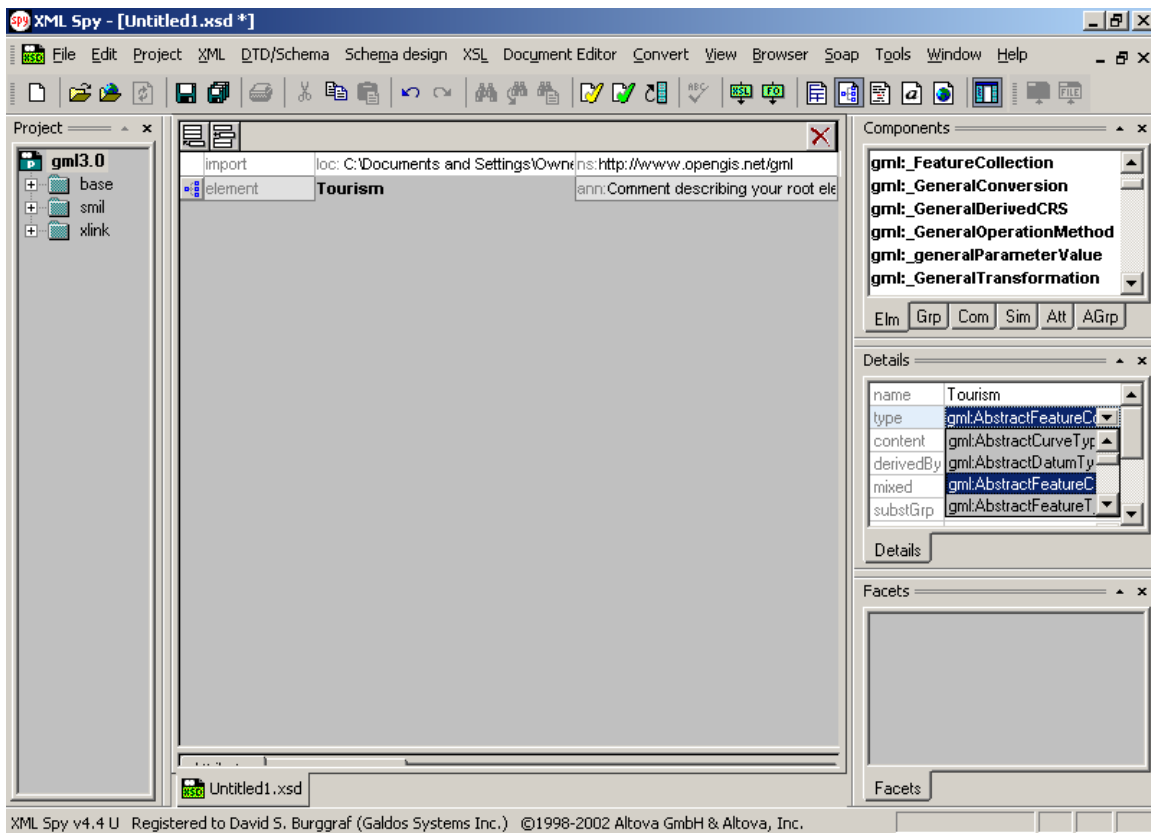 XML Spy - [Untitled1.xsd *]
File Edit Project XML DTD/Schema Schema design XSL Document Editor Convert View Browser Soap Tools Window Help
Project
gml3.0
base
smil
xlink
import loc: C:\Documents and Settings\Owne ns:http://www.opengis.net/gml
element Tourism ann:Comment describing your root ele
Untitled1.xsd
Components
gml:_FeatureCollection
gml:_GeneralConversion
gml:_GeneralDerivedCRS
gml:_GeneralOperationMethod
gml:_generalParameterValue
gml:_GeneralTransformation
Elm Grp Com Sim Att AGrp
Details
name Tourism
type gml:AbstractFeatureCo
content gml:AbstractCurveTyp
derivedBy gml:AbstractDatumTy
mixed gml:AbstractFeatureC
substGrp gml:AbstractFeatureT
Details
Facets
Facets
XML Spy v4.4 U Registered to David S. Burggraf (Galdos Systems Inc.) ©1998-2002 Altova GmbH & Altova, Inc.